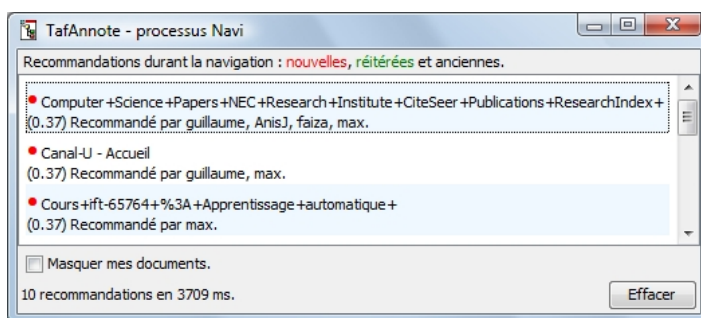 TafAnnote - processus Navi
Recommandations durant la navigation : nouvelles, réitérées et anciennes.
Computer+Science+Papers+NEC+Research+Institute+CiteSeer+Publications+ResearchIndex+
(0.37) Recommandé par guillaume, AnisJ, faiza, max.
Canal-U - Accueil
(0.37) Recommandé par guillaume, max.
Cours+ift-65764+%3A+Apprentissage+automatique+
(0.37) Recommandé par max.
Masquer mes documents.
10 recommandations en 3709 ms.
Effacer